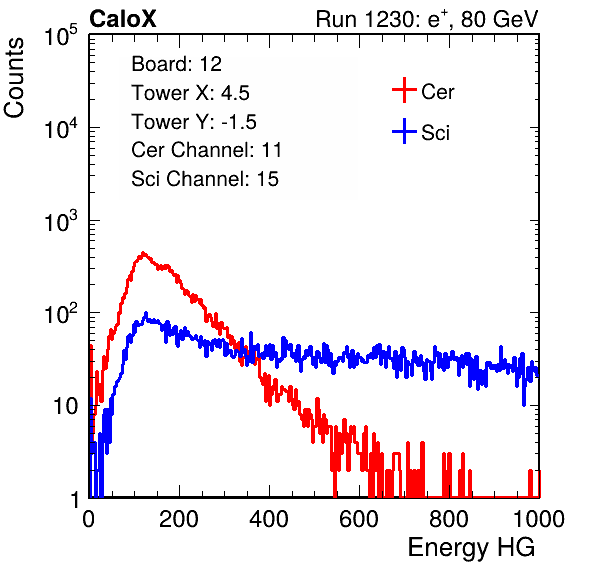 CaloX
Run 1230: e⁺, 80 GeV
Board: 12
Tower X: 4.5
Tower Y: -1.5
Cer Channel: 11
Sci Channel: 15
Cer
Sci
Counts
10⁵
10⁴
10³
10²
10
1
0 200 400 600 800 1000
Energy HG